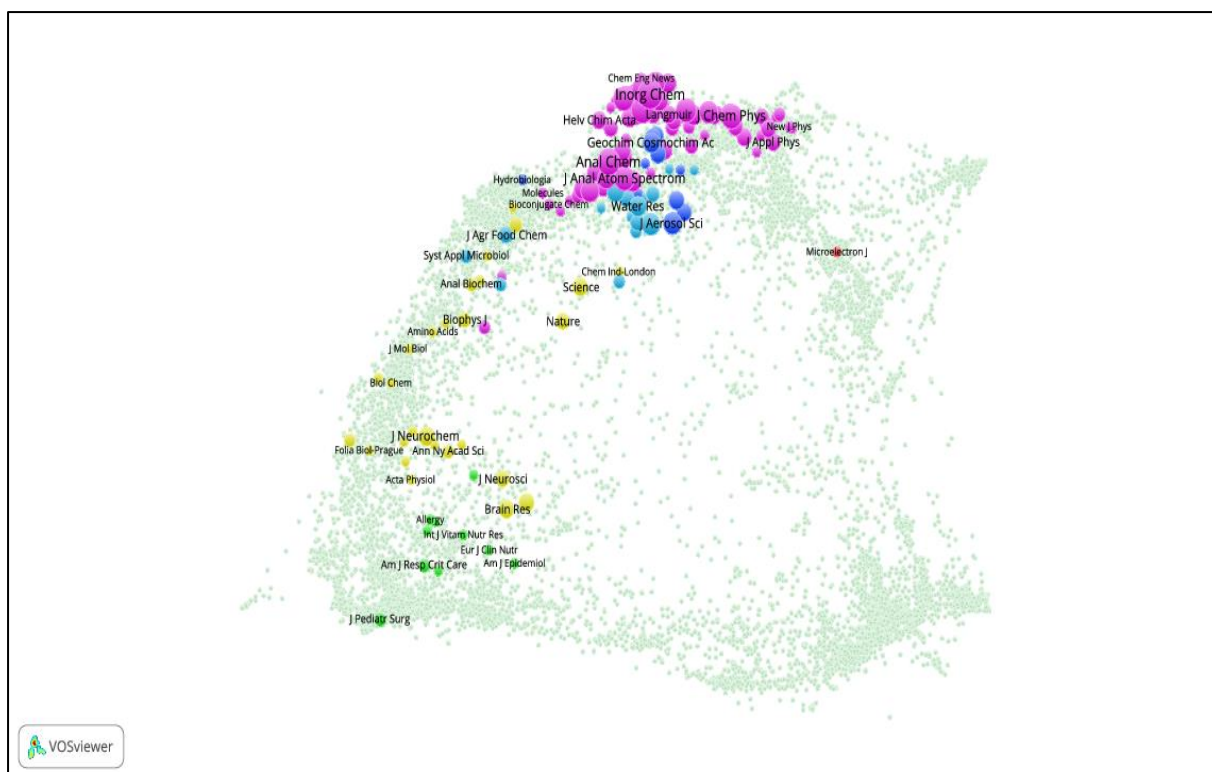 Chem Eng News
Inorg Chem
Helv Chim Acta
Langmuir
J Chem Phys
New J Phys
Geochim Cosmochim Ac
J Appl Phys
Anal Chem
J Anal Atom Spectrom
Hydrobiologia
Molecules
Bioconjugate Chem
Water Res
J Aerosol Sci
J Agr Food Chem
Syst Appl Microbiol
Microelectron J
Chem Ind-London
Anal Biochem
Science
Biophys J
Nature
Amino Acids
J Mol Biol
Biol Chem
J Neurochem
Folia Biol-Prague
Ann Ny Acad Sci
Acta Physiol
J Neurosci
Brain Res
Allergy
Int J Vitam Nutr Res
Eur J Clin Nutr
Am J Resp Crit Care
Am J Epidemiol
J Pediatr Surg
VOSviewer